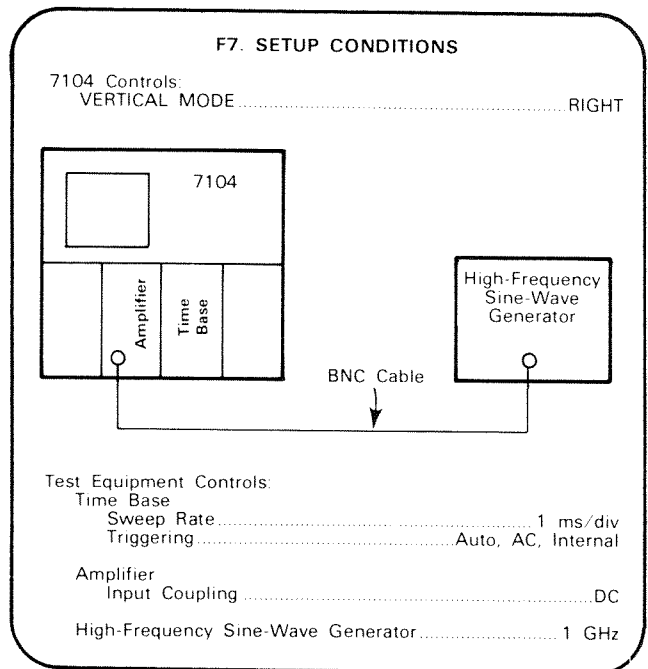 F7. SETUP CONDITIONS
7104 Controls:
VERTICAL MODE..........RIGHT
7104
Amplifier
Time
Base
High-Frequency
Sine-Wave
Generator
BNC Cable
Test Equipment Controls:
Time Base
Sweep Rate..........1 ms/div
Triggering..........Auto, AC, Internal
Amplifier
Input Coupling..........DC
High-Frequency Sine-Wave Generator..........1 GHz